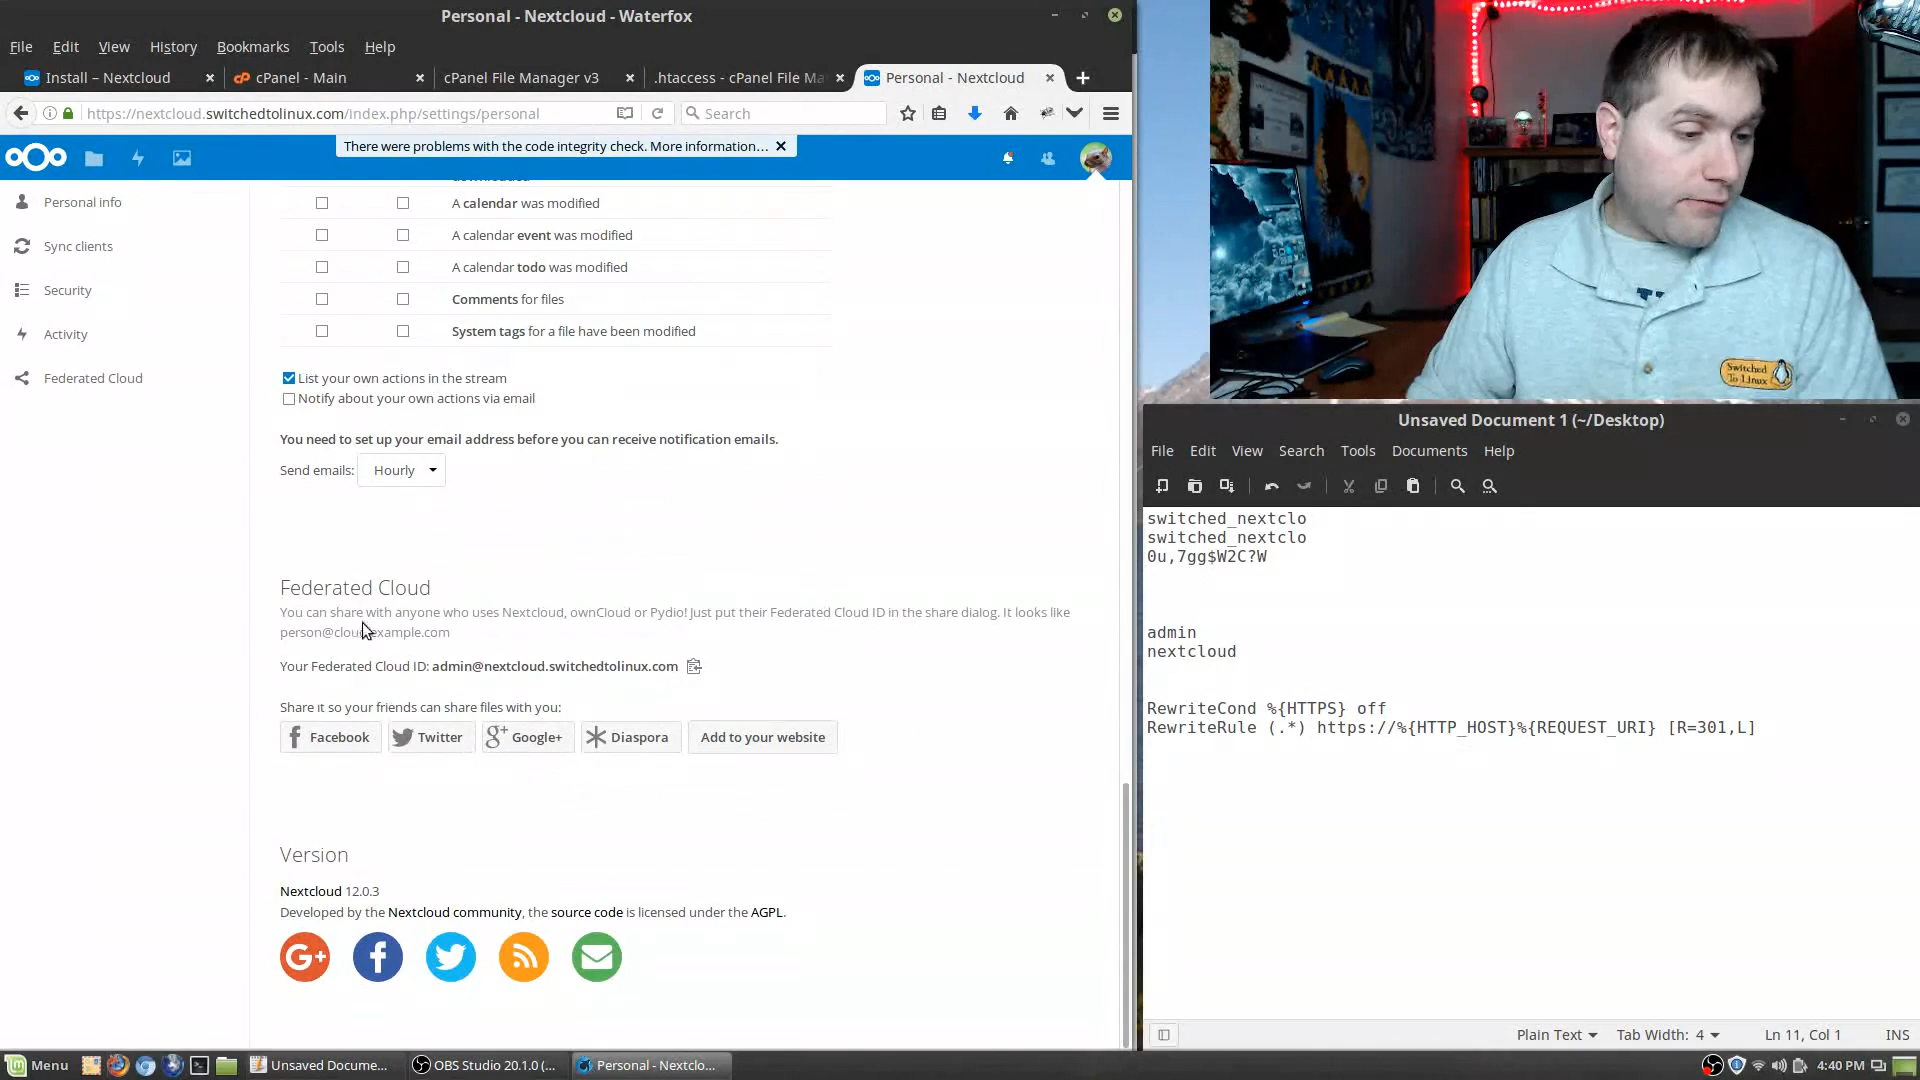 Personal - Nextcloud - Waterfox
File Edit View History Bookmarks Tools Help
Install – Nextcloud
cPanel - Main
cPanel File Manager v3
.htaccess - cPanel File Ma
Personal - Nextcloud
https://nextcloud.switchedtolinux.com/index.php/settings/personal
Search
There were problems with the code integrity check. More information…
Personal info
Sync clients
Security
Activity
Federated Cloud
A calendar was modified
A calendar event was modified
A calendar todo was modified
Comments for files
System tags for a file have been modified
List your own actions in the stream
Notify about your own actions via email
You need to set up your email address before you can receive notification emails.
Send emails: Hourly
Federated Cloud
You can share with anyone who uses Nextcloud, ownCloud or Pydio! Just put their Federated Cloud ID in the share dialog. It looks like
person@cloud.example.com
Your Federated Cloud ID: admin@nextcloud.switchedtolinux.com
Share it so your friends can share files with you:
Facebook Twitter Google+ Diaspora Add to your website
Version
Nextcloud 12.0.3
Developed by the Nextcloud community, the source code is licensed under the AGPL.
Switched
To Linux
Unsaved Document 1 (~/Desktop)
File Edit View Search Tools Documents Help
switched_nextclo
switched_nextclo
0u,7gg$W2C?W
admin
nextcloud
RewriteCond %{HTTPS} off
RewriteRule (.*) https://%{HTTP_HOST}%{REQUEST_URI} [R=301,L]
Plain Text Tab Width: 4 Ln 11, Col 1 INS
Menu
Unsaved Docume...
OBS Studio 20.1.0 (...
Personal - Nextclo...
4:40 PM